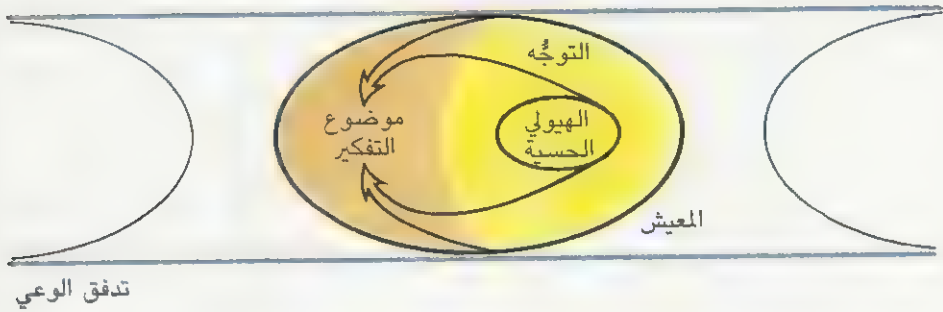 التوجُّه
الهيولي
الحسية
موضوع
التفكير
المعيش
تدفق الوعي